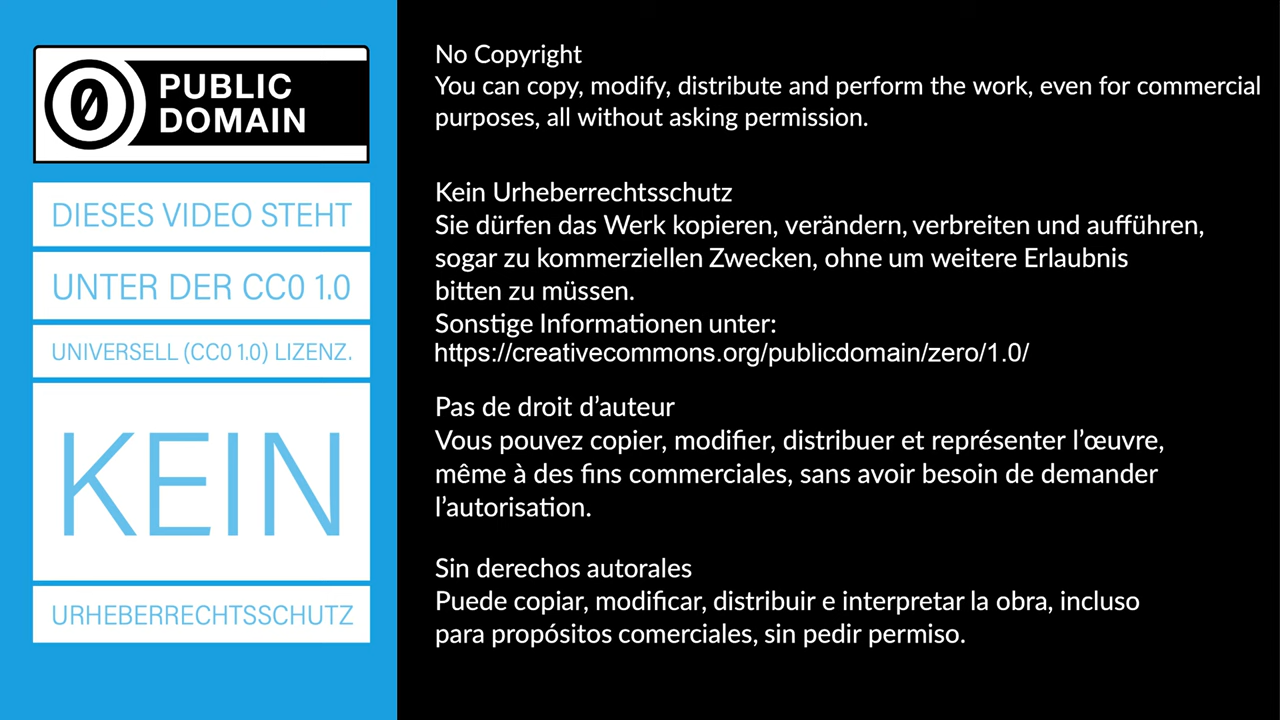 0 PUBLIC
DOMAIN
DIESES VIDEO STEHT
UNTER DER CC0 1.0
UNIVERSELL (CC0 1.0) LIZENZ.
KEIN
URHEBERRECHTSSCHUTZ
No Copyright
You can copy, modify, distribute and perform the work, even for commercial
purposes, all without asking permission.
Kein Urheberrechtsschutz
Sie dürfen das Werk kopieren, verändern, verbreiten und aufführen,
sogar zu kommerziellen Zwecken, ohne um weitere Erlaubnis
bitten zu müssen.
Sonstige Informationen unter:
https://creativecommons.org/publicdomain/zero/1.0/
Pas de droit d’auteur
Vous pouvez copier, modifier, distribuer et représenter l’œuvre,
même à des fins commerciales, sans avoir besoin de demander
l’autorisation.
Sin derechos autorales
Puede copiar, modificar, distribuir e interpretar la obra, incluso
para propósitos comerciales, sin pedir permiso.